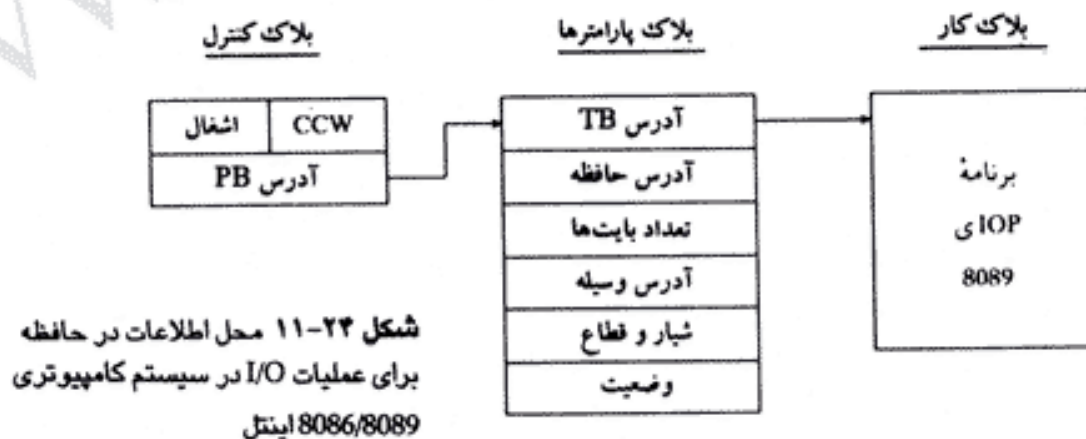 بلاک کنترل
بلاک پارامترها
بلاک کار
اشغال
CCW
آدرس PB
آدرس TB
آدرس حافظه
تعداد بایت‌ها
آدرس وسیله
شیار و قطاع
وضعیت
برنامهٔ
IOP ی
8089
شکل ۲۴-۱۱ محل اطلاعات در حافظه
برای عملیات I/O در سیستم کامپیوتری
8086/8089 اینتل